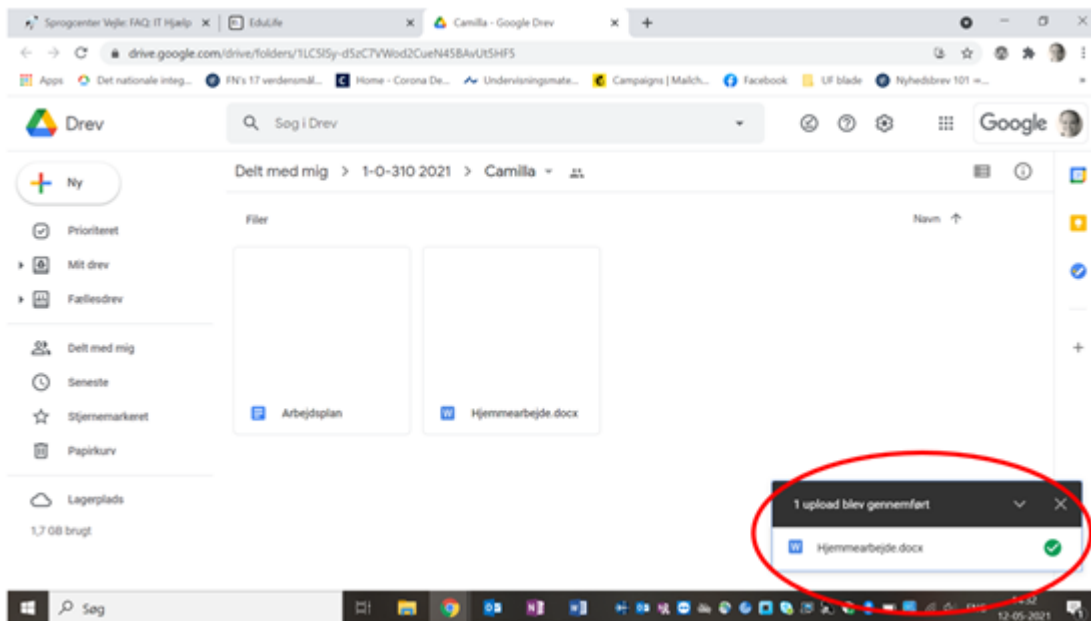 Sprogcenter Vejle: FAQ: IT Hjælp
EduLife
Camilla - Google Drev
drive.google.com/drive/folders/
Apps
Det nationale integ...
FN's 17 verdensmål...
Home - Corona De...
Undervisningsmate...
Campaigns | Mailch...
Facebook
UF blade
Nyhedsbrev 101 =...
Drev
Søg i Drev
Google
Ny
Delt med mig > 1-0-310 2021 > Camilla
Filer
Navn
Prioriteret
Mit drev
Fællesdrev
Delt med mig
Seneste
Stjernemarkeret
Papirkurv
Lagerplads
1,7 GB brugt
Arbejdsplan
Hjemmearbejde.docx
1 upload blev gennemført
Hjemmearbejde.docx
Søg
ENG
14:32
12-05-2021